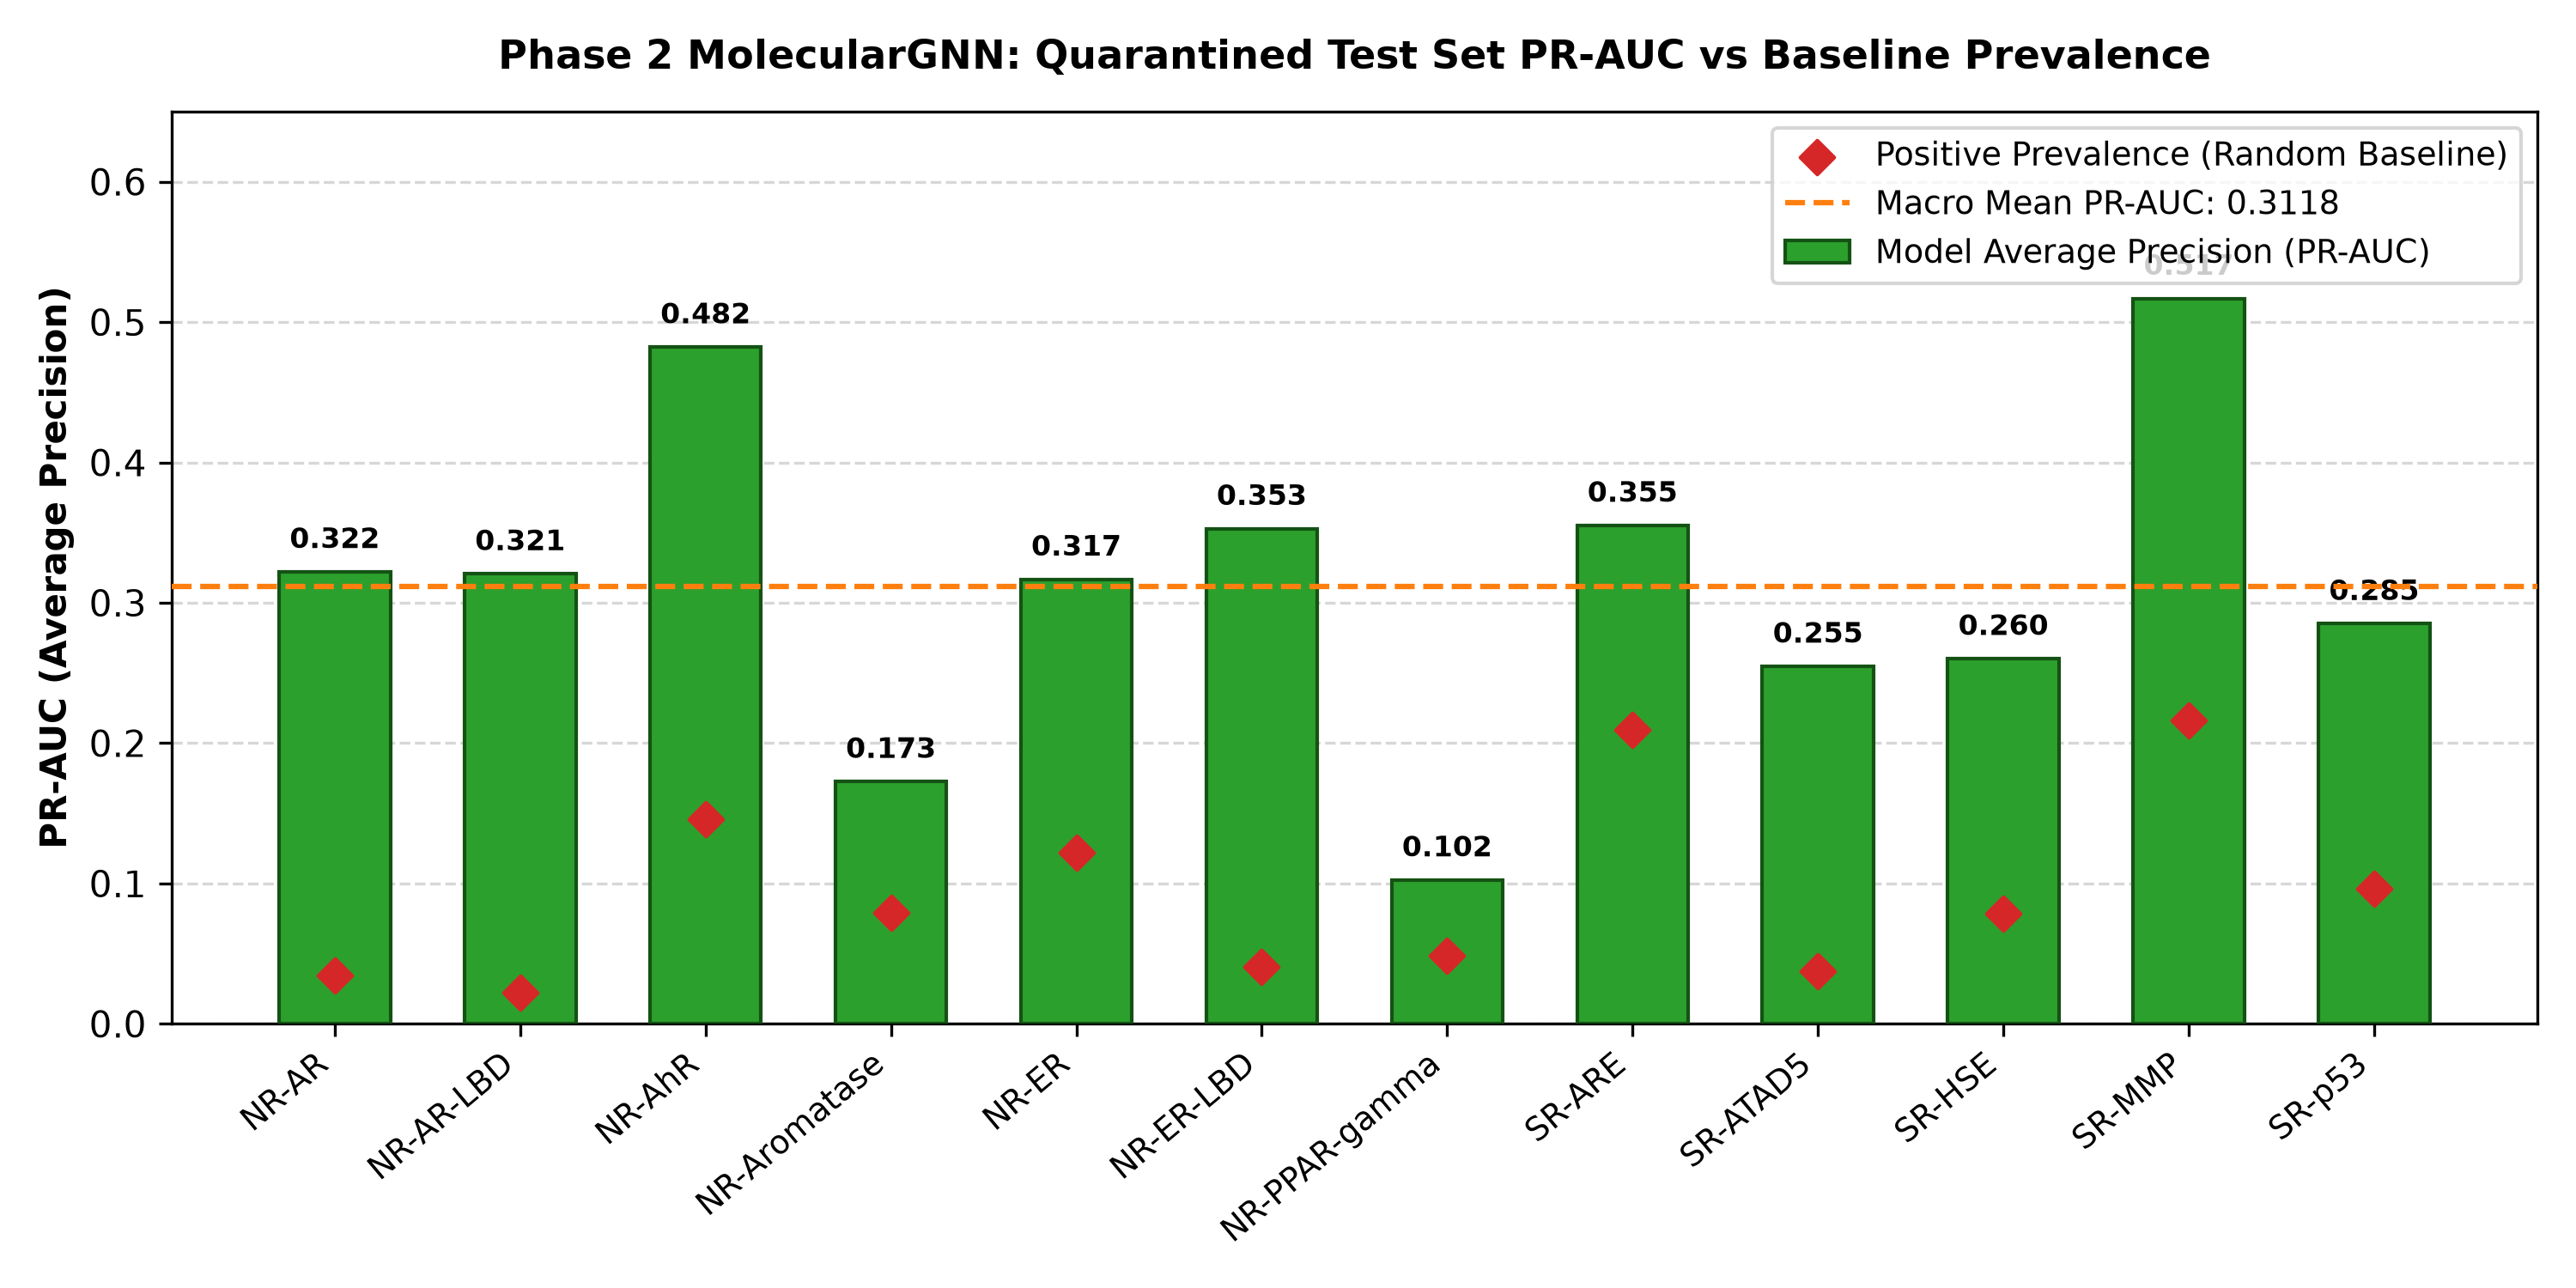 Phase 2 MolecularGNN: Quarantined Test Set PR-AUC vs Baseline Prevalence
PR-AUC (Average Precision)
0.6
0.5
0.4
0.3
0.2
0.1
0.0
Positive Prevalence (Random Baseline)
Macro Mean PR-AUC: 0.3118
Model Average Precision (PR-AUC)
0.322
0.321
0.482
0.173
0.317
0.353
0.102
0.355
0.255
0.260
0.517
0.285
NR-AR
NR-AR-LBD
NR-AhR
NR-Aromatase
NR-ER
NR-ER-LBD
NR-PPAR-gamma
SR-ARE
SR-ATAD5
SR-HSE
SR-MMP
SR-p53